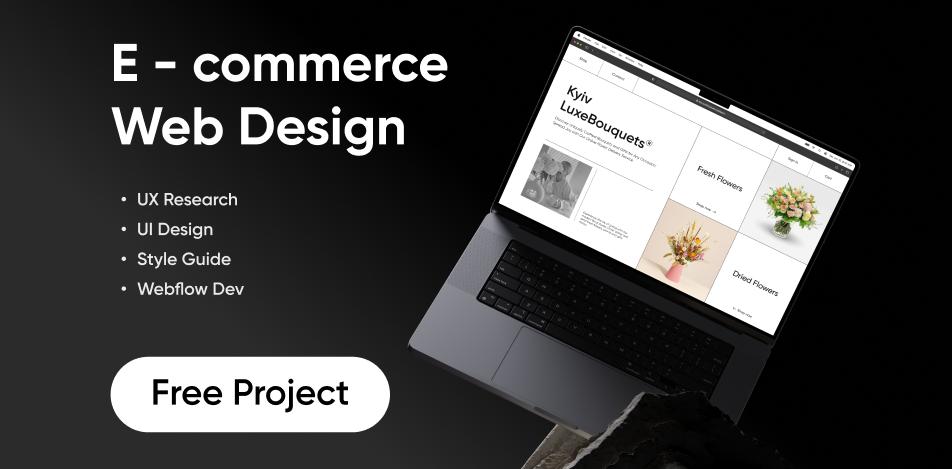 E - commerce
Web Design
• UX Research
• UI Design
• Style Guide
• Webflow Dev
Free Project
Shop
Contact
Sign In
Cart
Kyiv
LuxeBouquets®
Fresh Flowers
Shop now →
Dried Flowers
Shop now